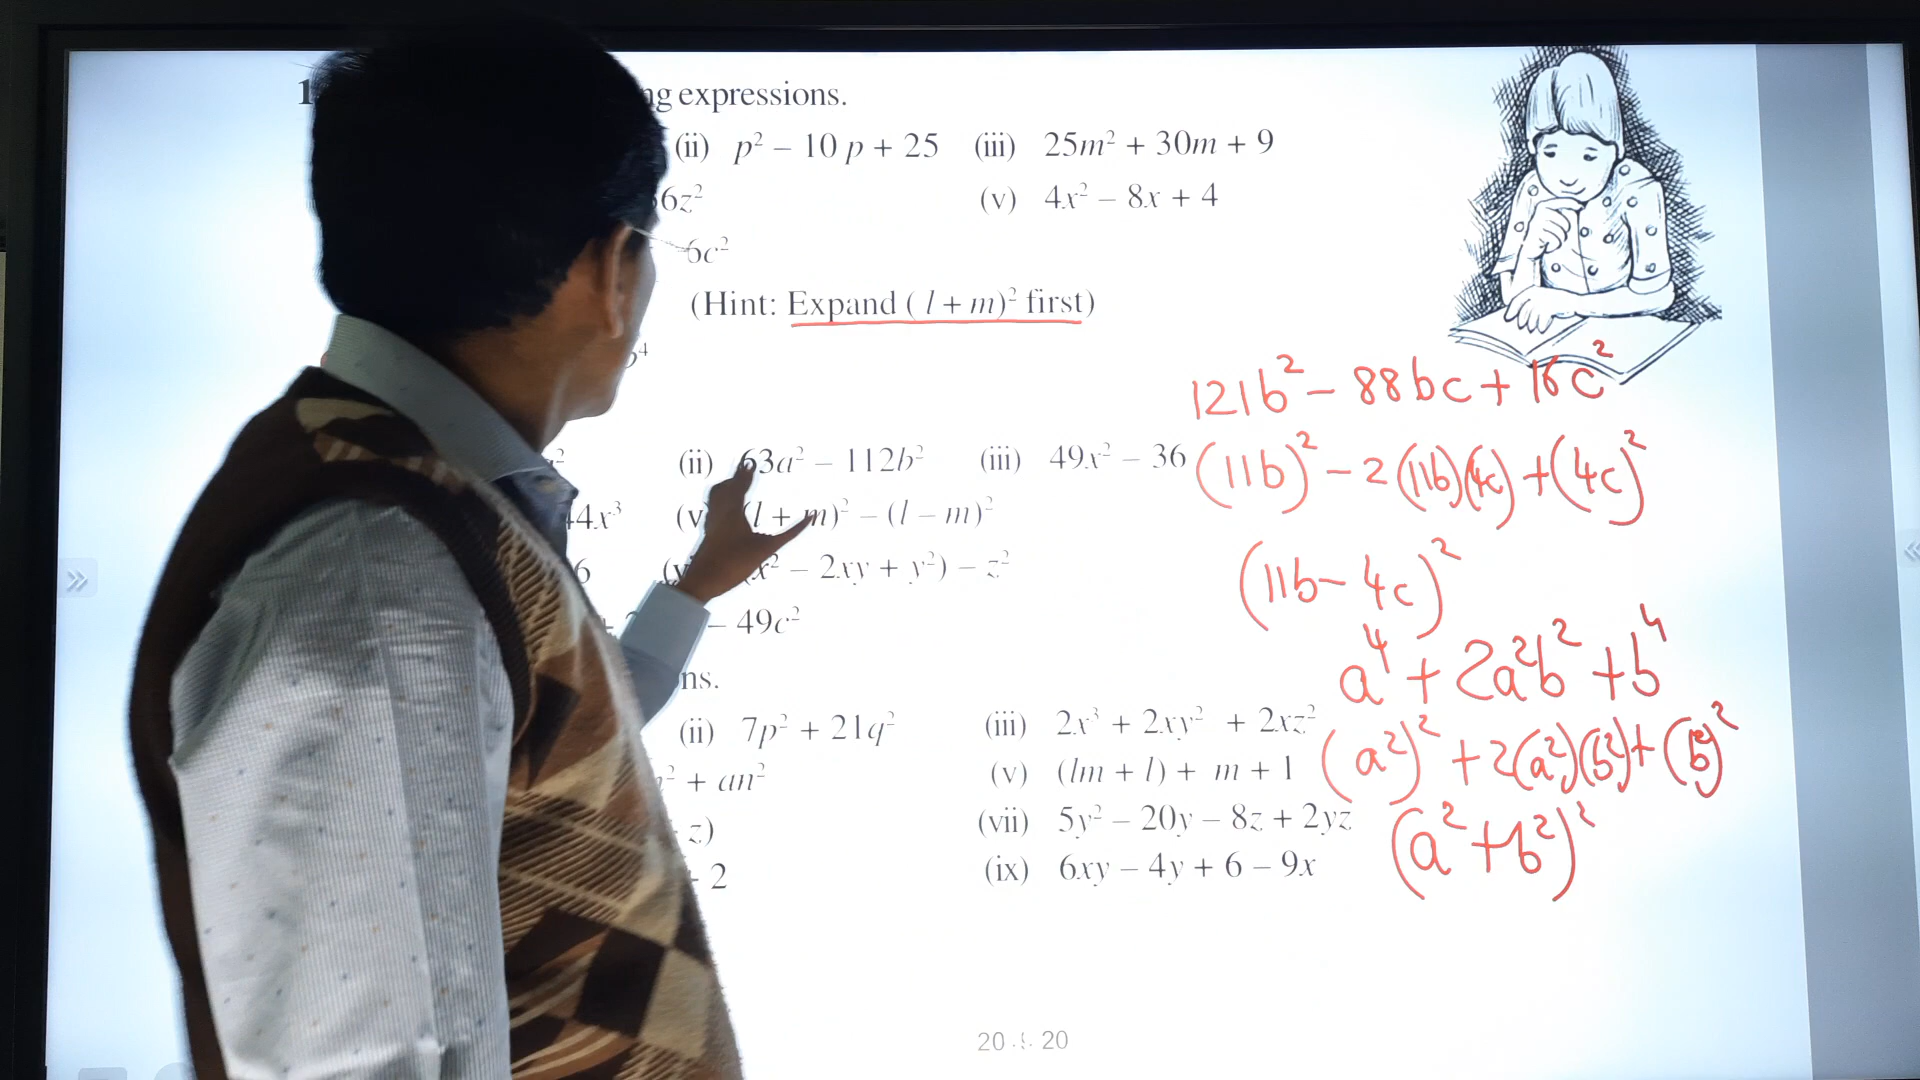 1 ng expressions.
(ii) p² – 10 p + 25 (iii) 25m² + 30m + 9
6z² (v) 4x² – 8x + 4
6c²
(Hint: Expand ( l + m)² first)
121b² – 88bc + 16c²
(ii) 63a² – 112b² (iii) 49x² – 36
(11b)² – 2(11b)(4c) + (4c)²
4x³ (l + m)² – (l – m)²
6 x² – 2xy + y²) – z²
(11b – 4c)²
– 49c²
a⁴ + 2a²b² + b⁴
ns.
(ii) 7p² + 21q² (iii) 2x³ + 2xy² + 2xz²
(a²)² + 2(a²)(b²) + (b²)²
+ an² (v) (lm + l) + m + 1
z) (vii) 5y² – 20y – 8z + 2yz
(a² + b²)²
2 (ix) 6xy – 4y + 6 – 9x